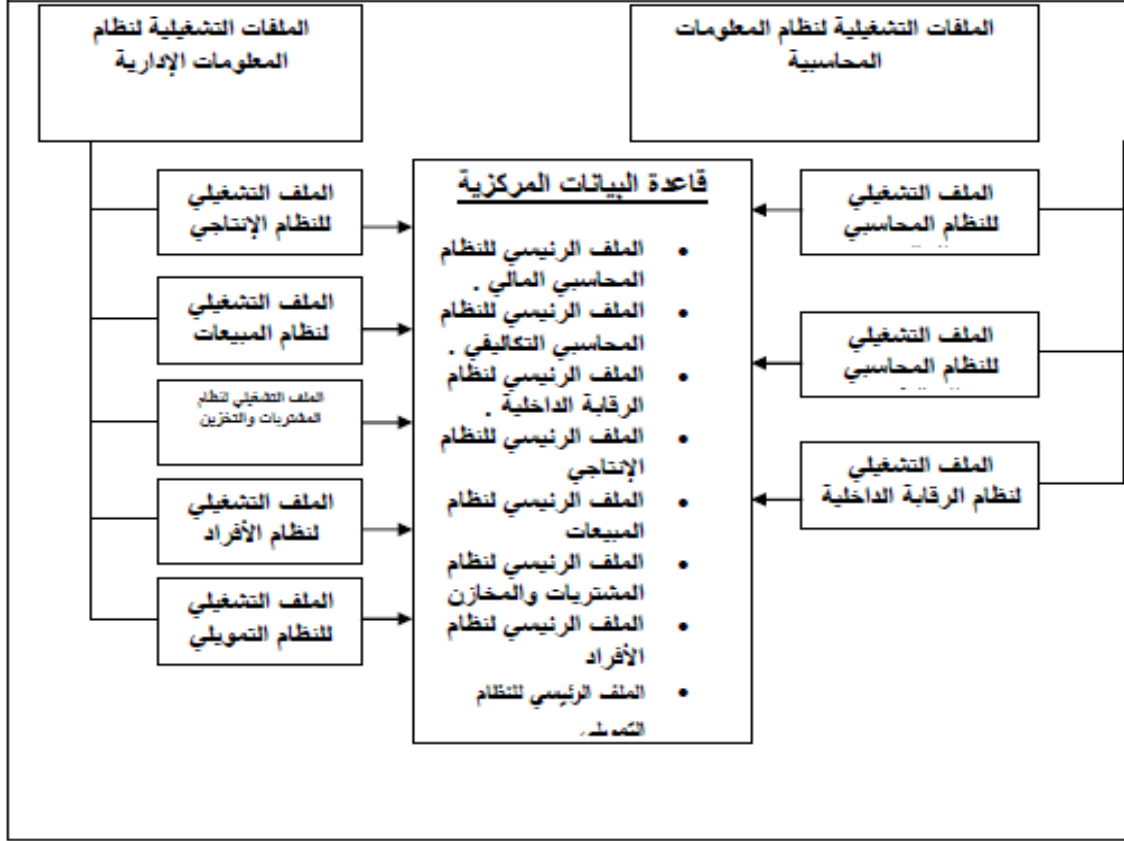 الملفات التشغيلية لنظام المعلومات
المحاسبية
الملفات التشغيلية لنظام
المعلومات الإدارية
الملف التشغيلي
للنظام المحاسبي
الملف التشغيلي
للنظام المحاسبي
الملف التشغيلي
لنظام الرقابة الداخلية
قاعدة البيانات المركزية
• الملف الرئيسي للنظام
المحاسبي المالي .
• الملف الرئيسي للنظام
المحاسبي التكاليفي .
• الملف الرئيسي لنظام
الرقابة الداخلية .
• الملف الرئيسي للنظام
الإنتاجي
• الملف الرئيسي لنظام
المبيعات
• الملف الرئيسي لنظام
المشتريات والمخازن
• الملف الرئيسي لنظام
الأفراد
• الملف الرئيسي للنظام
التمويلي
الملف التشغيلي
للنظام الإنتاجي
الملف التشغيلي
لنظام المبيعات
الملف التشغيلي لنظام
المشتريات والتخزين
الملف التشغيلي
لنظام الأفراد
الملف التشغيلي
للنظام التمويلي